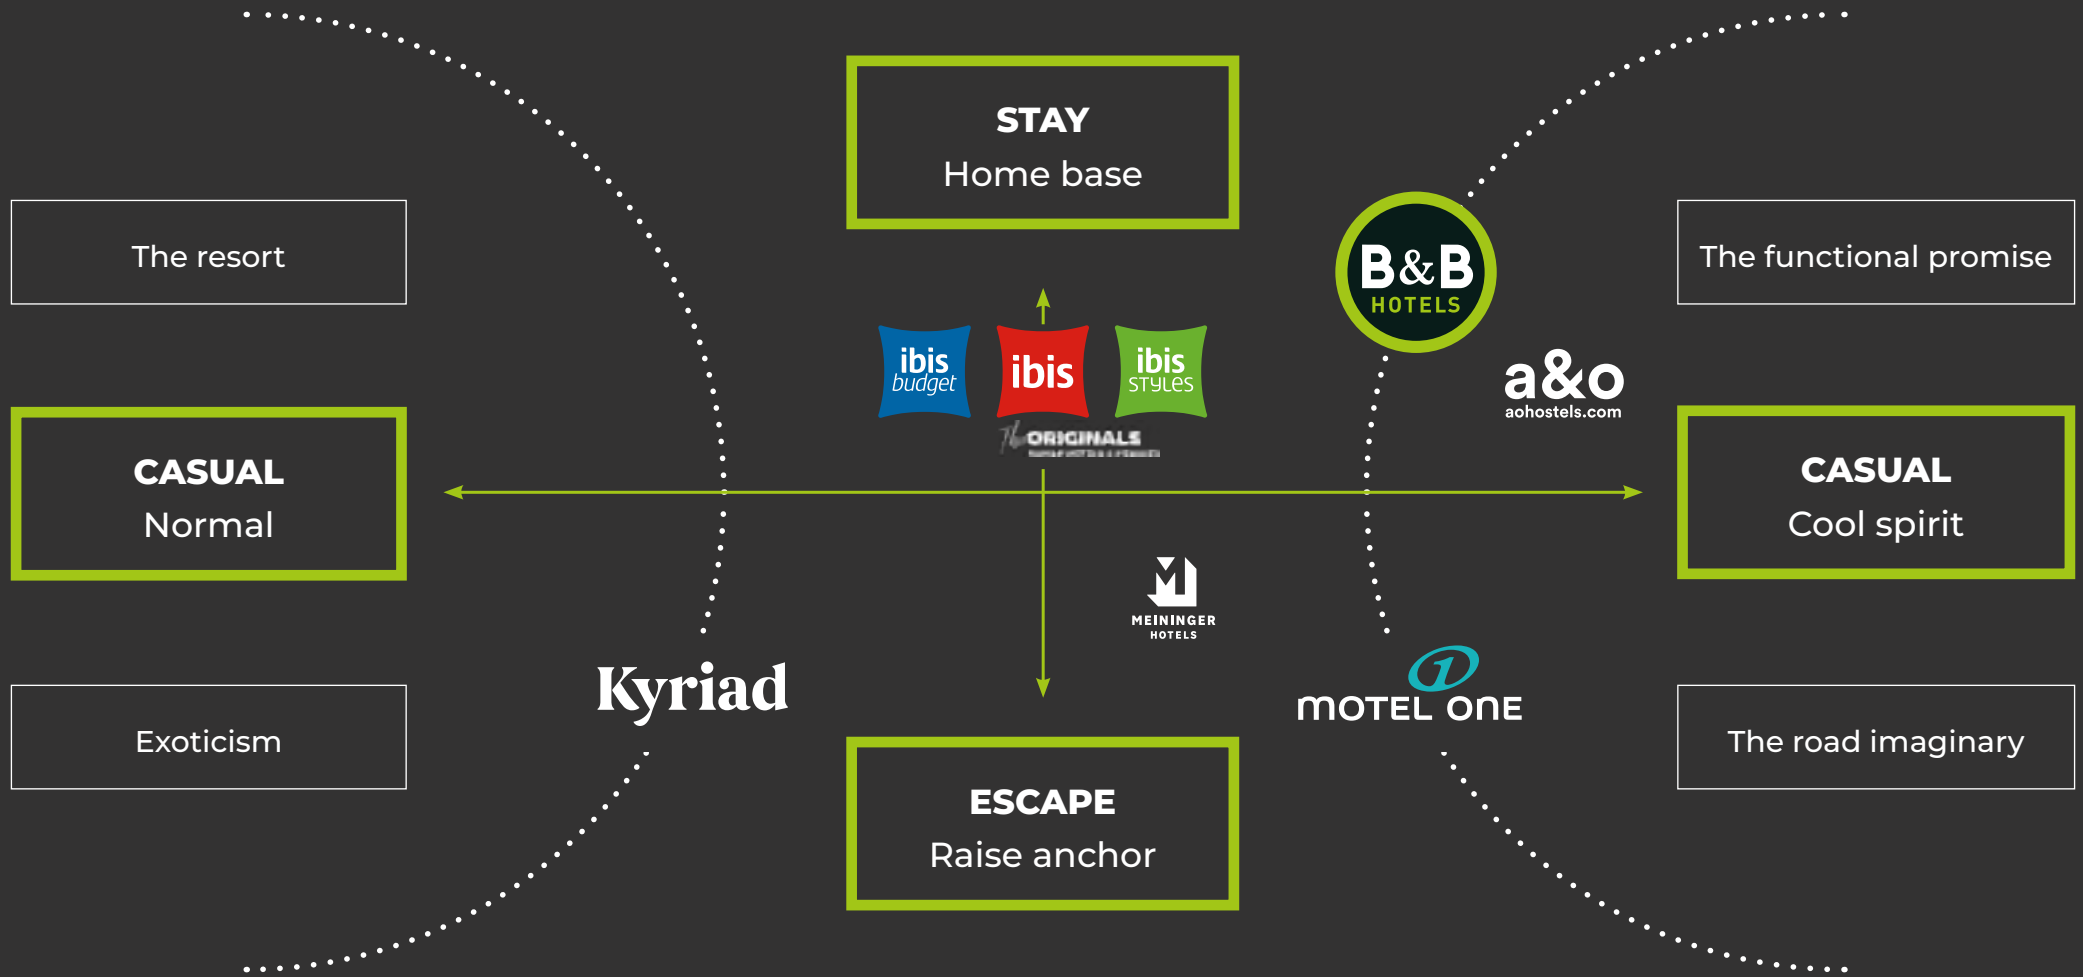 STAY
Home base
The resort
B&B
HOTELS
The functional promise
ibis
budget
ibis
ibis
STYLES
a&o
aohostels.com
The ORIGINALS
CASUAL
Normal
CASUAL
Cool spirit
MEININGER
HOTELS
Kyriad
MOTEL ONE
Exoticism
The road imaginary
ESCAPE
Raise anchor